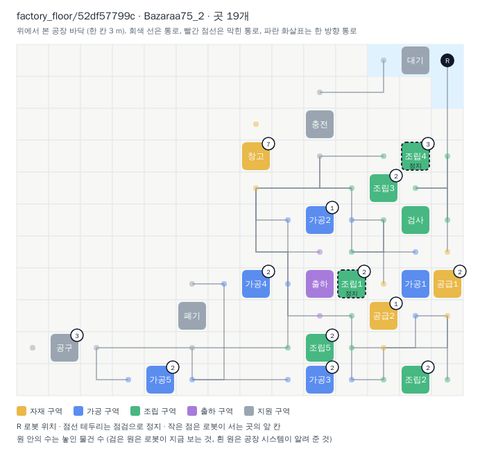 factory_floor/52df57799c · Bazaraa75_2 · 곳 19개
위에서 본 공장 바닥 (한 칸 3 m). 회색 선은 통로, 빨간 점선은 막힌 통로, 파란 화살표는 한 방향 통로
대기
R
충전
창고
7
조립4
정지
3
조립3
2
가공2
1
검사
가공4
2
출하
조립1
정지
2
가공1
공급1
2
폐기
공급2
1
공구
3
조립5
2
가공5
2
가공3
2
조립2
2
자재 구역
가공 구역
조립 구역
출하 구역
지원 구역
R 로봇 위치 · 점선 테두리는 점검으로 정지 · 작은 점은 로봇이 서는 곳의 앞 칸
원 안의 수는 놓인 물건 수 (검은 원은 로봇이 지금 보는 것, 흰 원은 공장 시스템이 알려 준 것)